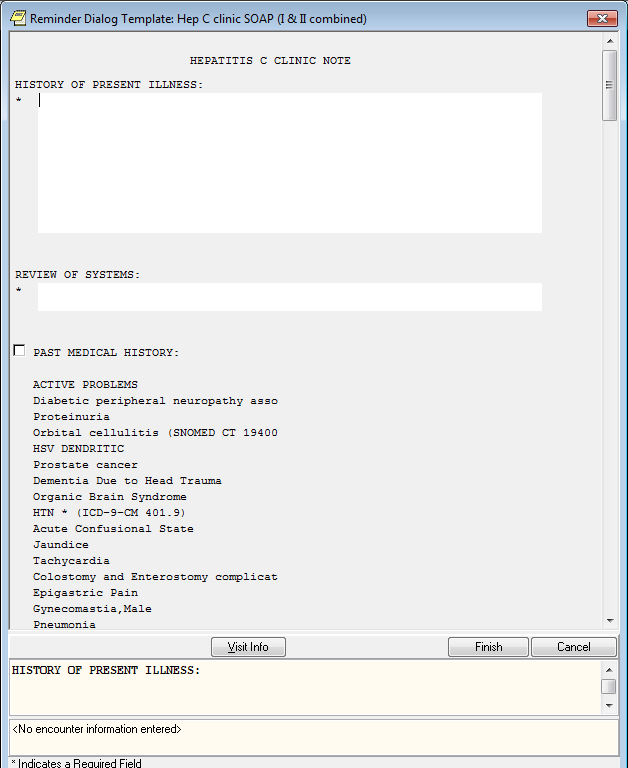 Reminder Dialog Template: Hep C clinic SOAP (I & II combined)
HEPATITIS C CLINIC NOTE
HISTORY OF PRESENT ILLNESS:
*
REVIEW OF SYSTEMS:
*
PAST MEDICAL HISTORY:
ACTIVE PROBLEMS
Diabetic peripheral neuropathy asso
Proteinuria
Orbital cellulitis (SNOMED CT 19400
HSV DENDRITIC
Prostate cancer
Dementia Due to Head Trauma
Organic Brain Syndrome
HTN * (ICD-9-CM 401.9)
Acute Confusional State
Jaundice
Tachycardia
Colostomy and Enterostomy complicat
Epigastric Pain
Gynecomastia,Male
Pneumonia
Visit Info Finish Cancel
HISTORY OF PRESENT ILLNESS:
<No encounter information entered>
* Indicates a Required Field